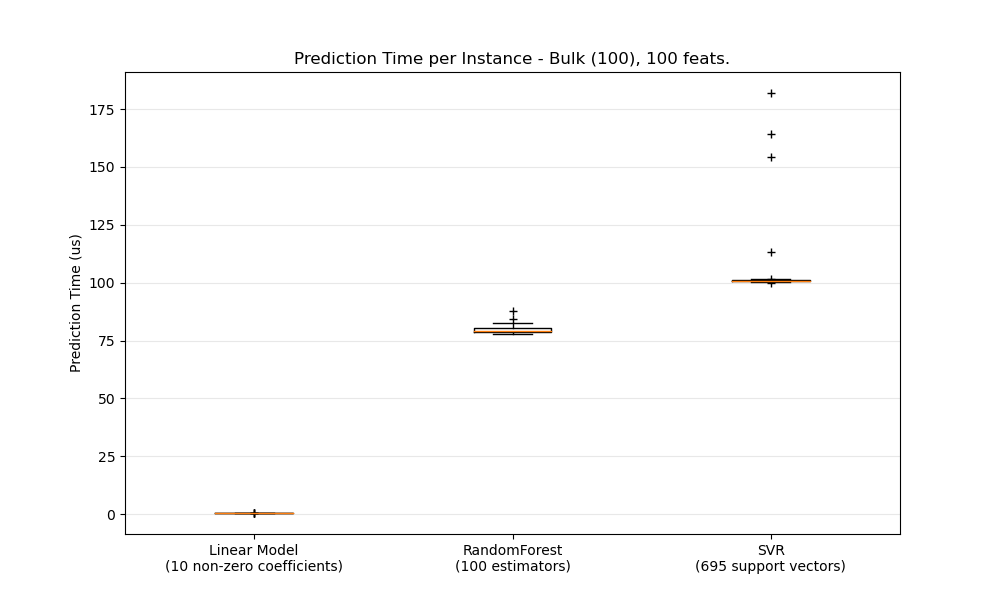 Prediction Time per Instance - Bulk (100), 100 feats.
Prediction Time (us)
175
150
125
100
75
50
25
0
Linear Model
(10 non-zero coefficients)
RandomForest
(100 estimators)
SVR
(695 support vectors)